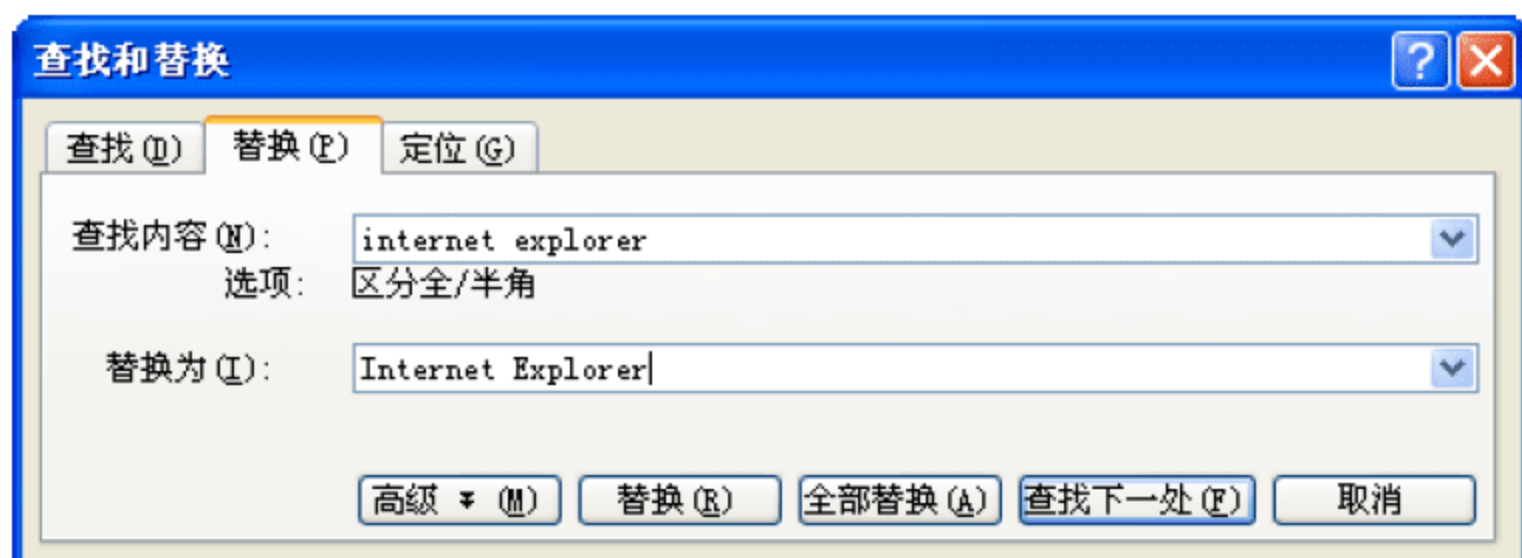 查找和替换
查找(D) 替换(P) 定位(G)
查找内容(N): internet explorer
选项: 区分全/半角
替换为(I): Internet Explorer
高级 (M) 替换(R) 全部替换(A) 查找下一处(F) 取消